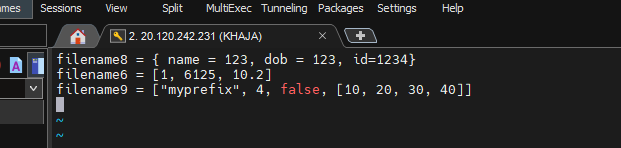 ames Sessions View Split MultiExec Tunneling Packages Settings Help
2. 20.120.242.231 (KHAJA)
filename8 = { name = 123, dob = 123, id=1234}
filename6 = [1, 6125, 10.2]
filename9 = ["myprefix", 4, false, [10, 20, 30, 40]]
~
~